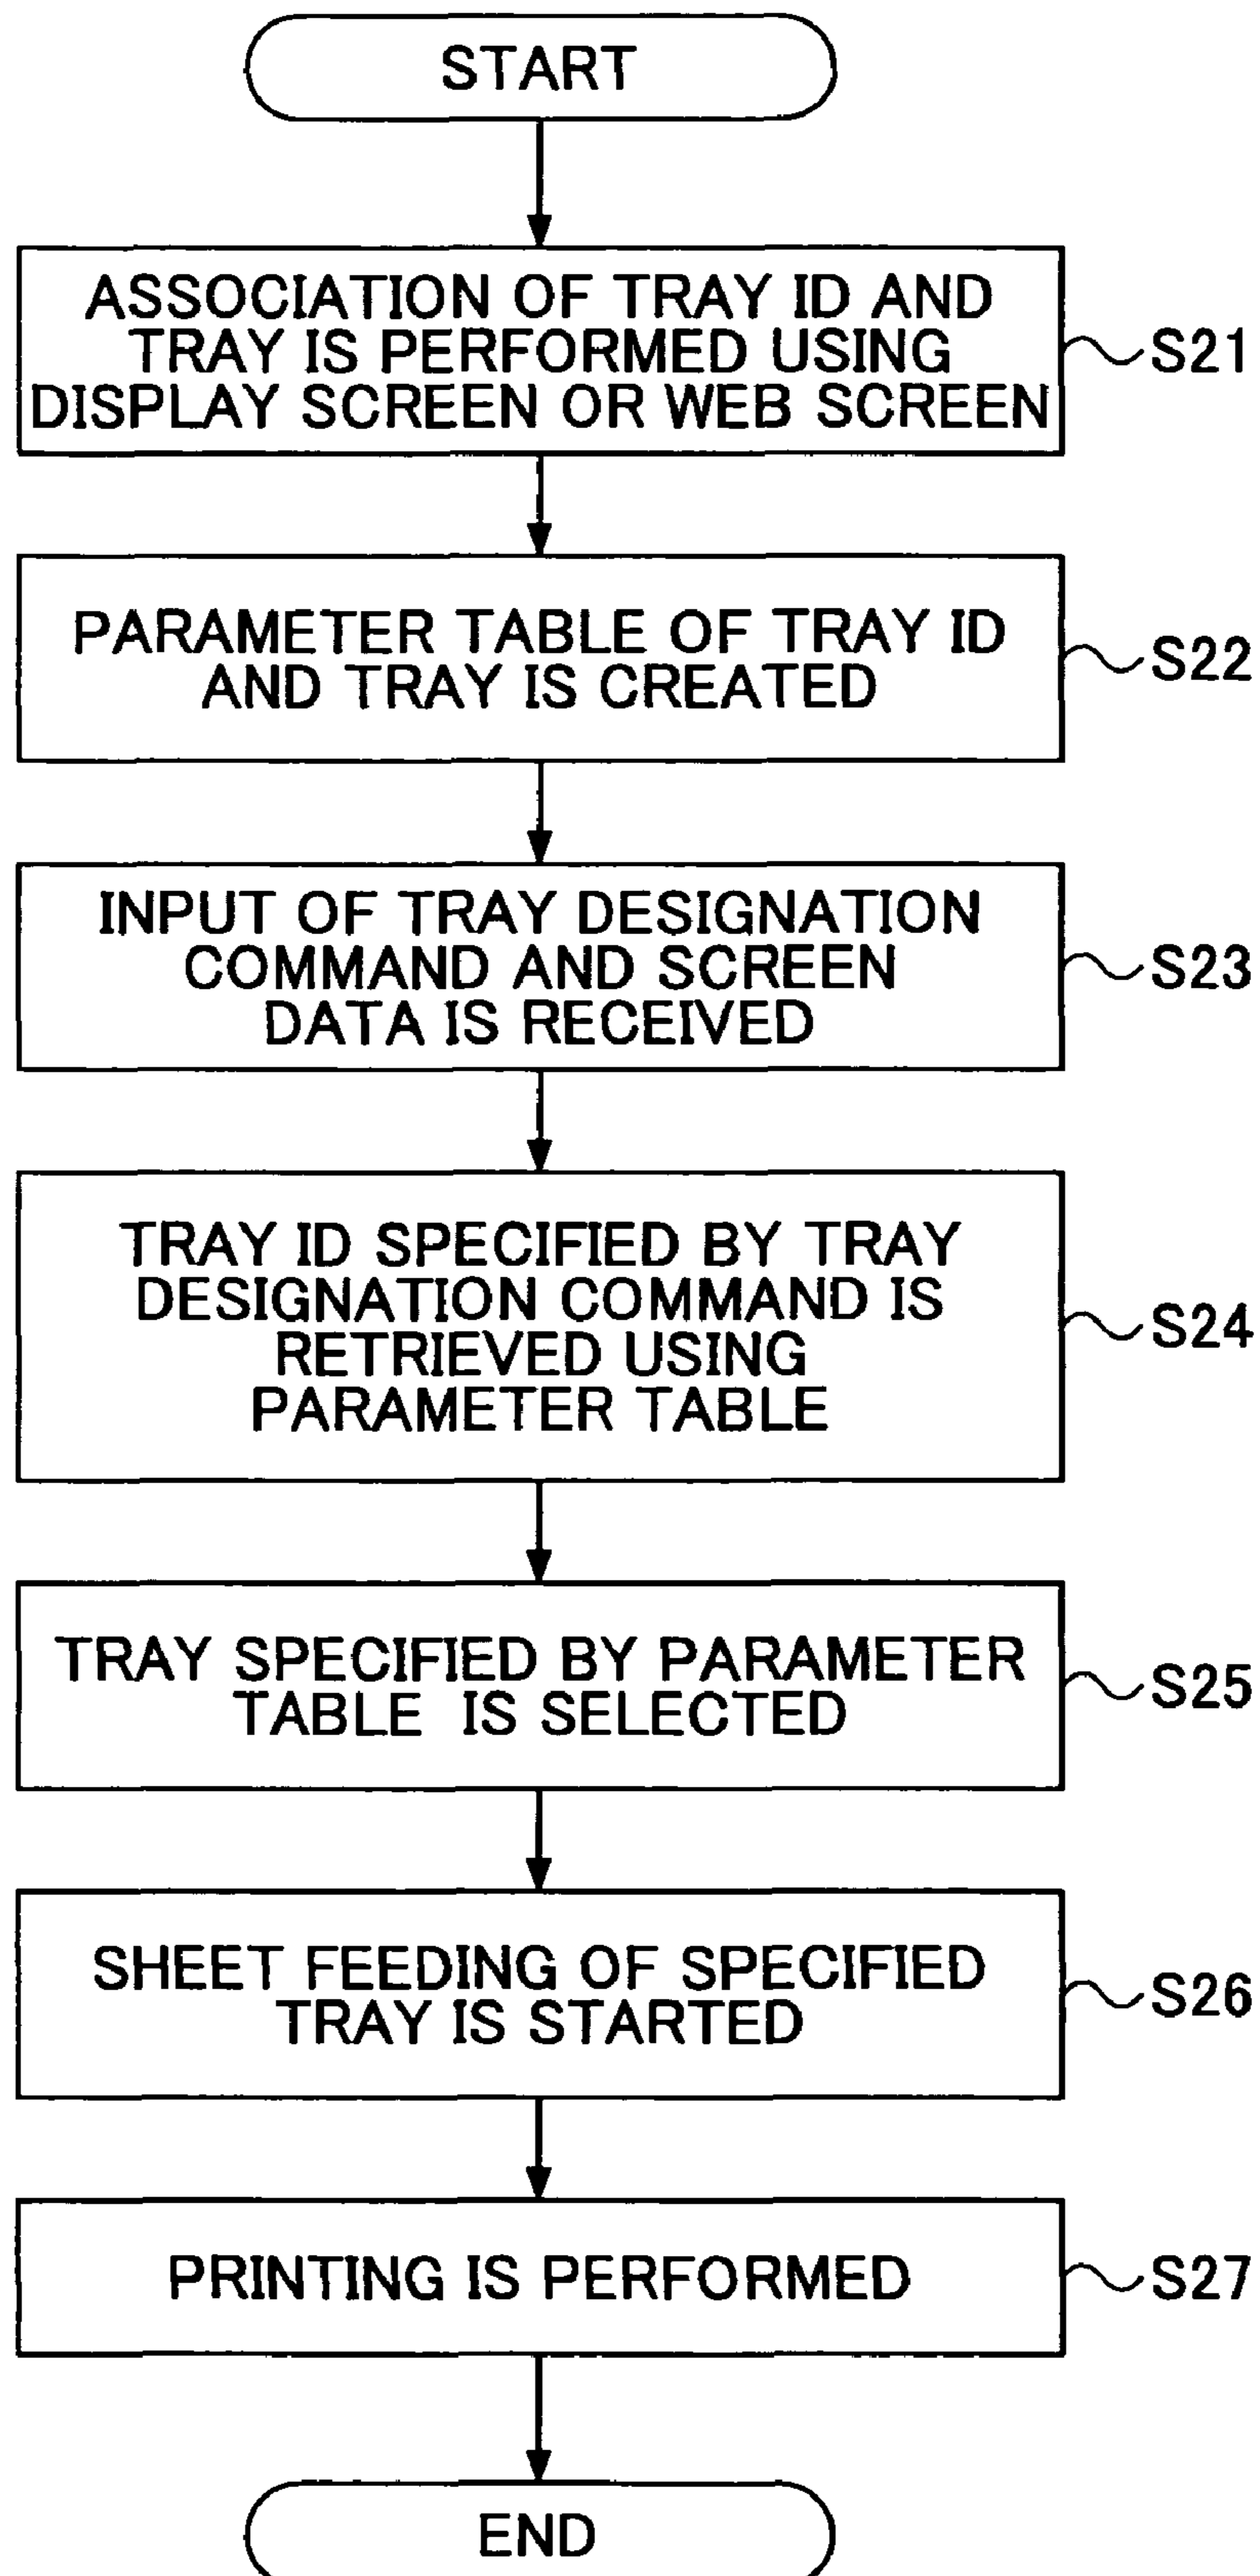 START
ASSOCIATION OF TRAY ID AND
TRAY IS PERFORMED USING
DISPLAY SCREEN OR WEB SCREEN
S21
PARAMETER TABLE OF TRAY ID
AND TRAY IS CREATED
S22
INPUT OF TRAY DESIGNATION
COMMAND AND SCREEN
DATA IS RECEIVED
S23
TRAY ID SPECIFIED BY TRAY
DESIGNATION COMMAND IS
RETRIEVED USING
PARAMETER TABLE
S24
TRAY SPECIFIED BY PARAMETER
TABLE IS SELECTED
S25
SHEET FEEDING OF SPECIFIED
TRAY IS STARTED
S26
PRINTING IS PERFORMED
S27
END